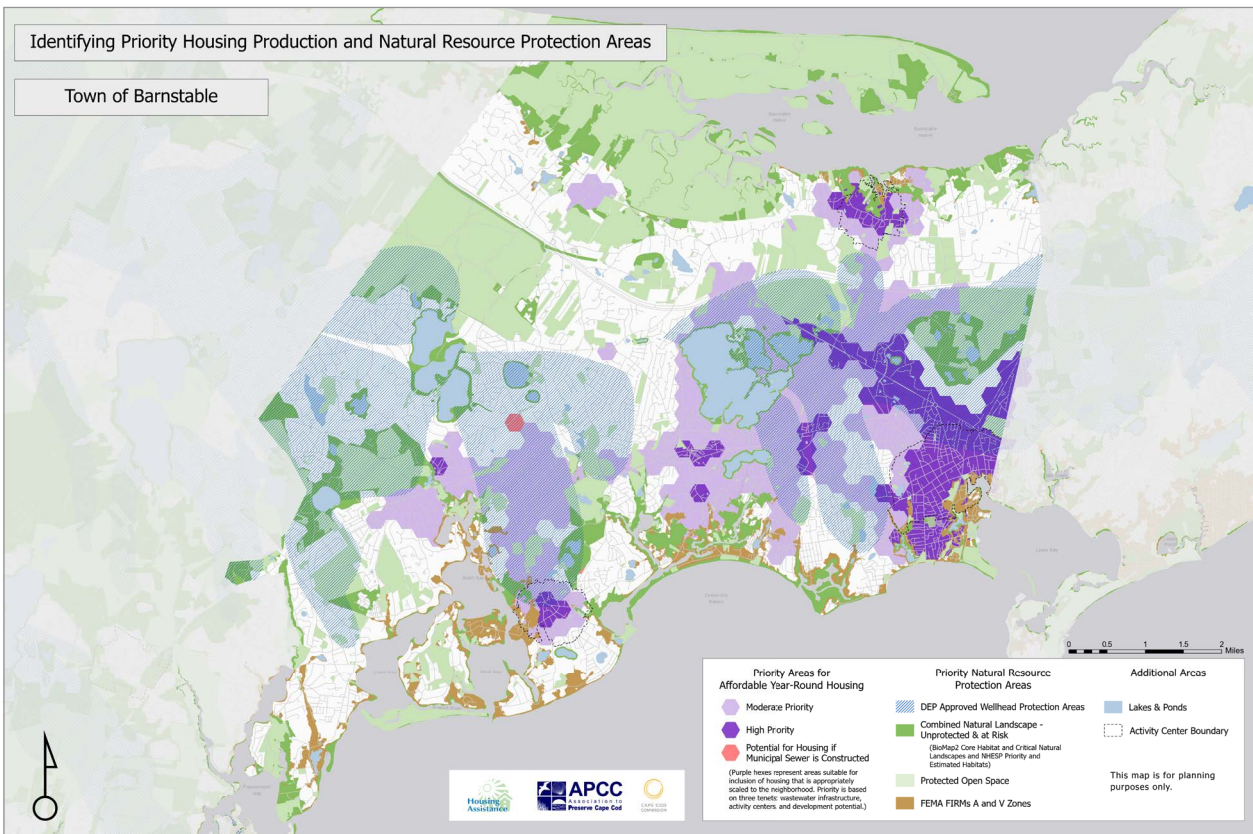 Identifying Priority Housing Production and Natural Resource Protection Areas
Town of Barnstable
Barnstable
Harbor
Centerville
Harbor
Lewis Bay
0 0.5 1 1.5 2
Miles
Priority Areas for
Affordable Year-Round Housing
Moderate Priority
High Priority
Potential for Housing if
Municipal Sewer is Constructed
(Purple hexes represent areas suitable for
inclusion of housing that is appropriately
scaled to the neighborhood. Priority is based
on three tenets: wastewater infrastructure,
activity centers, and development potential.)
Priority Natural Resource
Protection Areas
DEP Approved Wellhead Protection Areas
Combined Natural Landscape -
Unprotected & at Risk
(BioMap2 Core Habitat and Critical Natural
Landscapes and NHESP Priority and
Estimated Habitats)
Protected Open Space
FEMA FIRMs A and V Zones
Additional Areas
Lakes & Ponds
Activity Center Boundary
This map is for planning
purposes only.
Housing
Assistance
APCC
Association to
Preserve Cape Cod
CAPE COD
COMMISSION